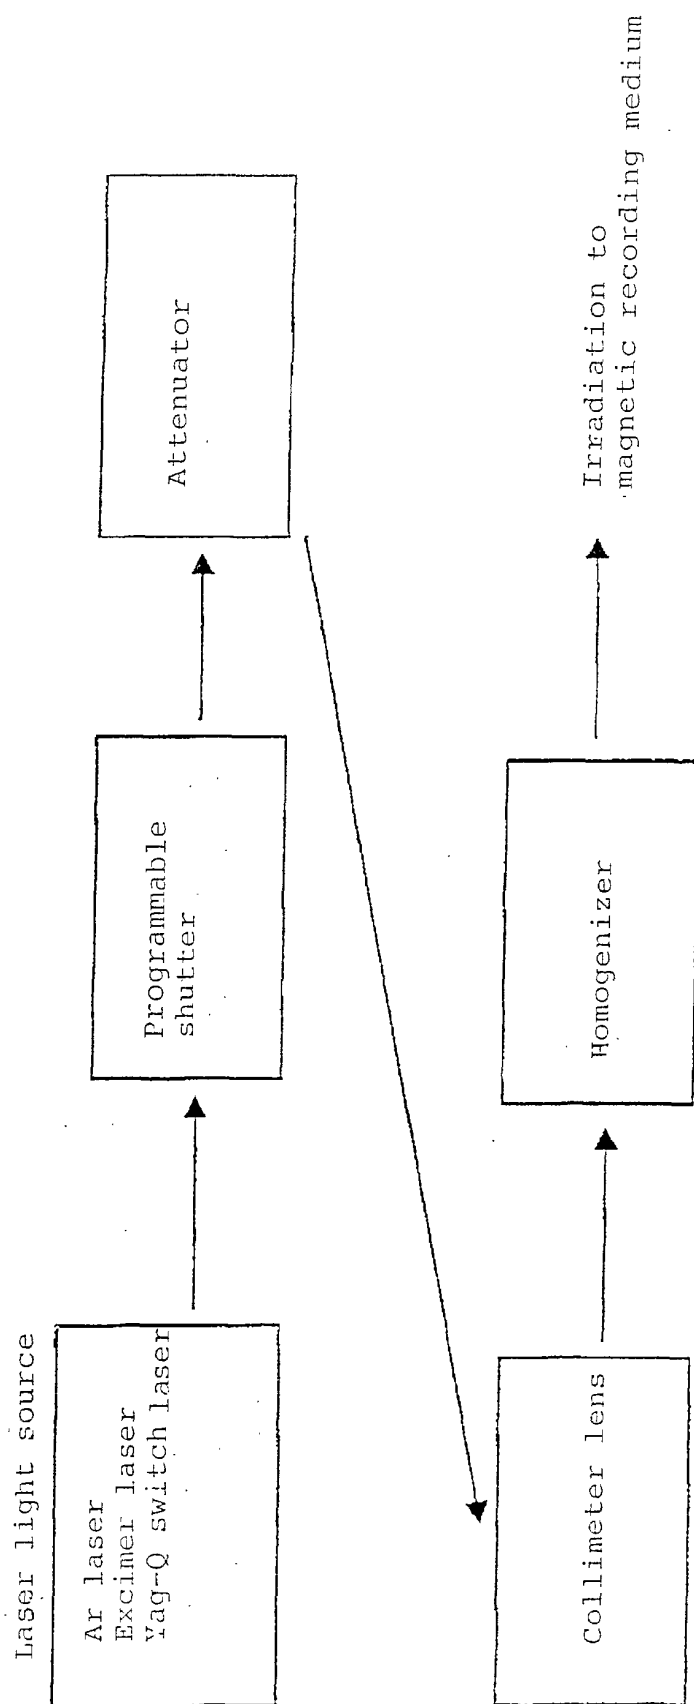 Laser light source
Ar laser
Excimer laser
Yag-Q switch laser
Programmable
shutter
Attenuator
Collimeter lens
Homogenizer
Irradiation to
magnetic recording medium